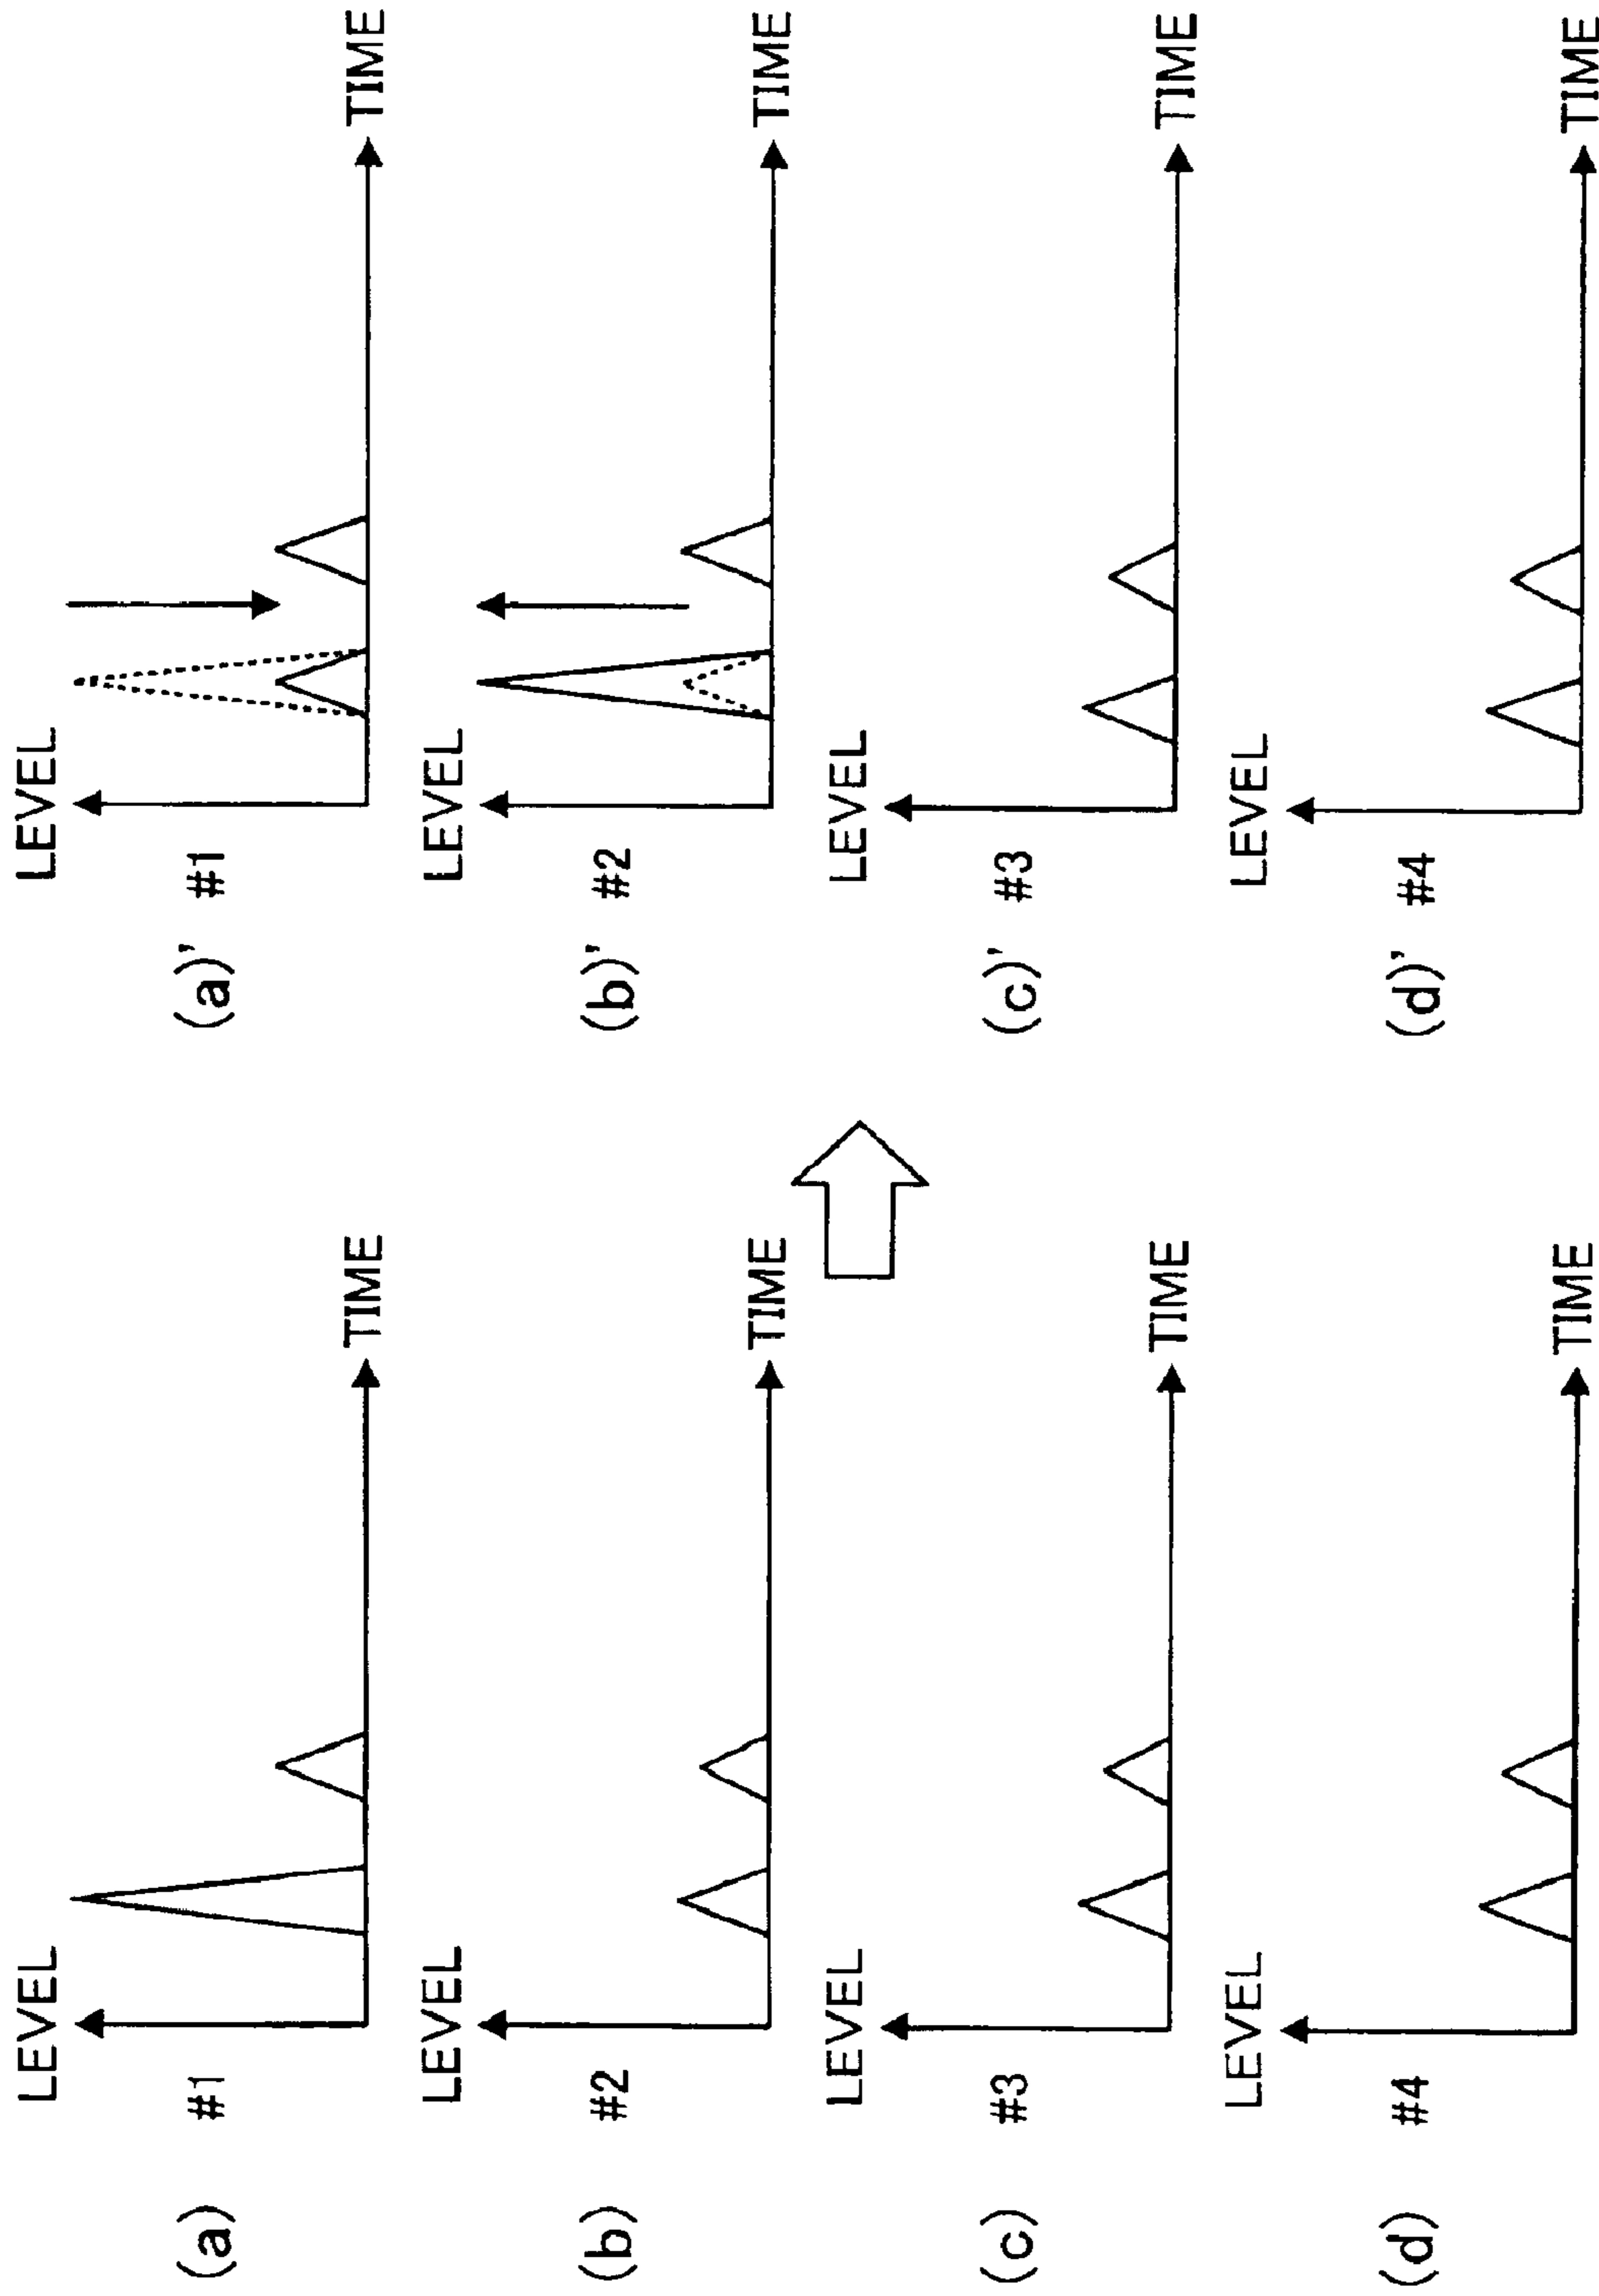 (a) #1 LEVEL TIME
(b) #2 LEVEL TIME
(c) #3 LEVEL TIME
(d) #4 LEVEL TIME
(a)' #1 LEVEL TIME
(b)' #2 LEVEL TIME
(c)' #3 LEVEL TIME
(d)' #4 LEVEL TIME